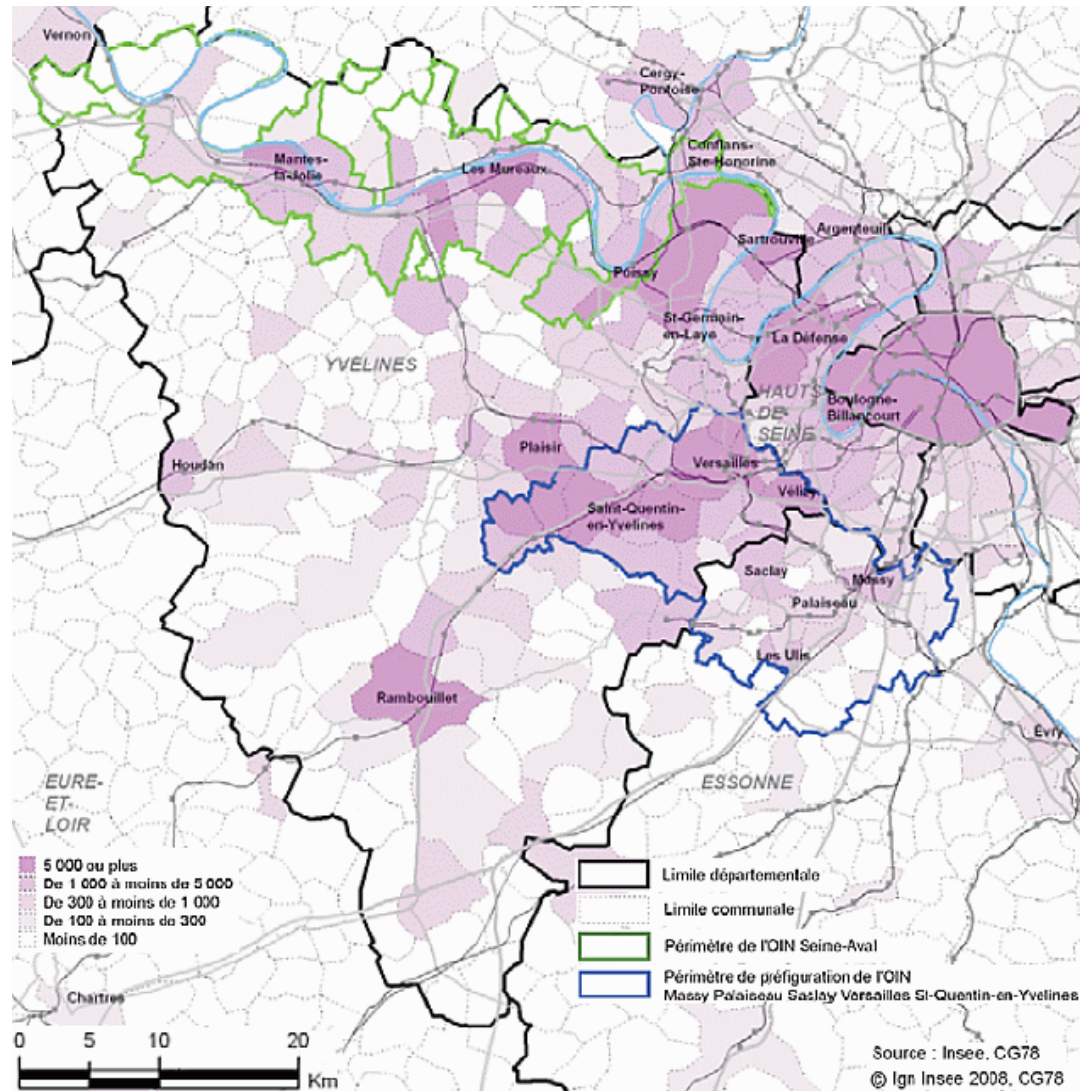 Vernon
Cergy-
Pontoise
Conflans-
Ste-Honorine
Mantes-
la-Jolie
Les Mureaux
Argenteuil
Sartrouville
Poissy
St-Germain-
en-Laye
La Défense
YVELINES
HAUTS-
DE-
SEINE
Boulogne-
Billancourt
Plaisir
Versailles
Houdan
Vélizy
Saint-Quentin-
en-Yvelines
Saclay
Massy
Palaiseau
Les Ulis
Rambouillet
Évry
EURE-
ET-
LOIR
ESSONNE
5 000 ou plus
De 1 000 à moins de 5 000
De 300 à moins de 1 000
De 100 à moins de 300
Moins de 100
Limile départementale
Limile communale
Périmètre de l'OIN Seine-Aval
Périmètre de préfiguration de l'OIN
Massy Palaiseau Saslay Versailles St-Quentin-en-Yvelines
Chartres
0 5 10 20
Km
Source : Insee, CG78
© Ign Insee 2008, CG78